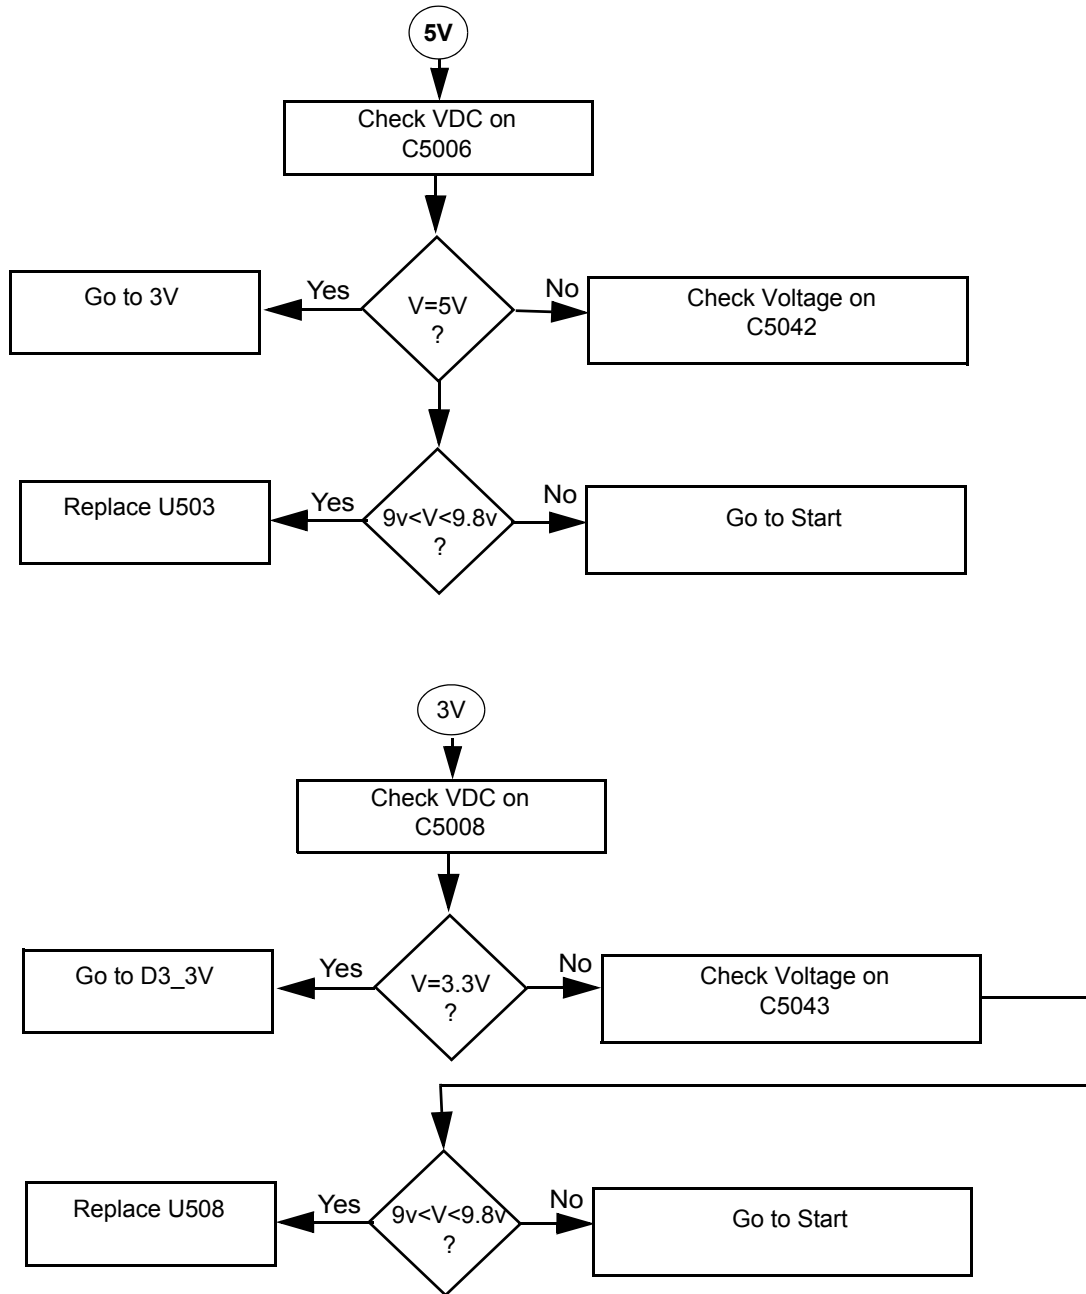 5V
Check VDC on
C5006
Go to 3V
Yes
V=5V
?
No
Check Voltage on
C5042
Replace U503
Yes
9v<V<9.8v
?
No
Go to Start
3V
Check VDC on
C5008
Go to D3_3V
Yes
V=3.3V
?
No
Check Voltage on
C5043
Replace U508
Yes
9v<V<9.8v
?
No
Go to Start